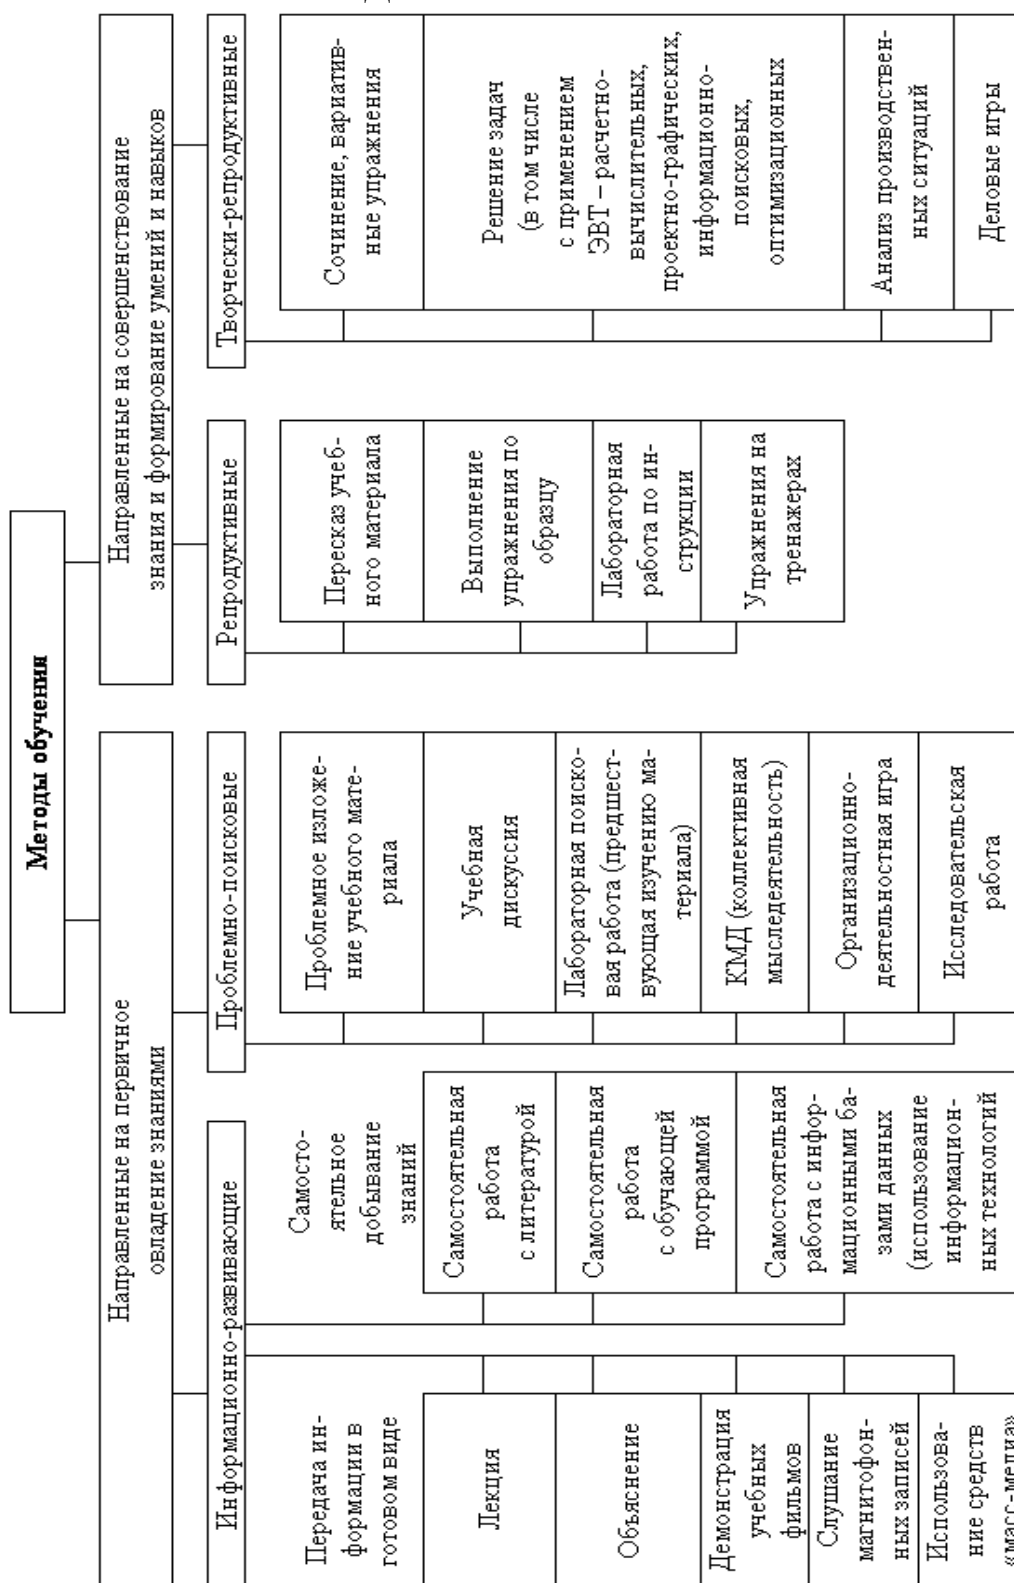 Методы обучения
Направленные на первичное
овладение знаниями
Направленные на совершенствование
знания и формирование умений и навыков
Информационно-развивающие
Проблемно-поисковые
Репродуктивные
Творчески-репродуктивные
Передача ин-
формации в
готовом виде
Лекция
Объяснение
Демонстрация
учебных
фильмов
Слушание
магнитофон-
ных записей
Использова-
ние средств
«масс-медиа»
Самосто-
ятельное
добывание
знаний
Самостоятельная
работа
с литературой
Самостоятельная
работа
с обучающей
программой
Самостоятельная
работа с инфор-
мационными ба-
зами данных
(использование
информацион-
ных технологий
Проблемное изложе-
ние учебного мате-
риала
Учебная
дискуссия
Лабораторная поиско-
вая работа (предшест-
вующая изучению ма-
териала)
КМД (коллективная
мыследеятельность)
Организационно-
деятельностная игра
Исследовательская
работа
Пересказ учеб-
ного материала
Выполнение
упражнения по
образцу
Лабораторная
работа по ин-
струкции
Упражнения на
тренажерах
Сочинение, вариатив-
ные упражнения
Решение задач
(в том числе
с применением
ЭВТ – расчетно-
вычислительных,
проектно-графических,
информационно-
поисковых,
оптимизационных
Анализ производствен-
ных ситуаций
Деловые игры